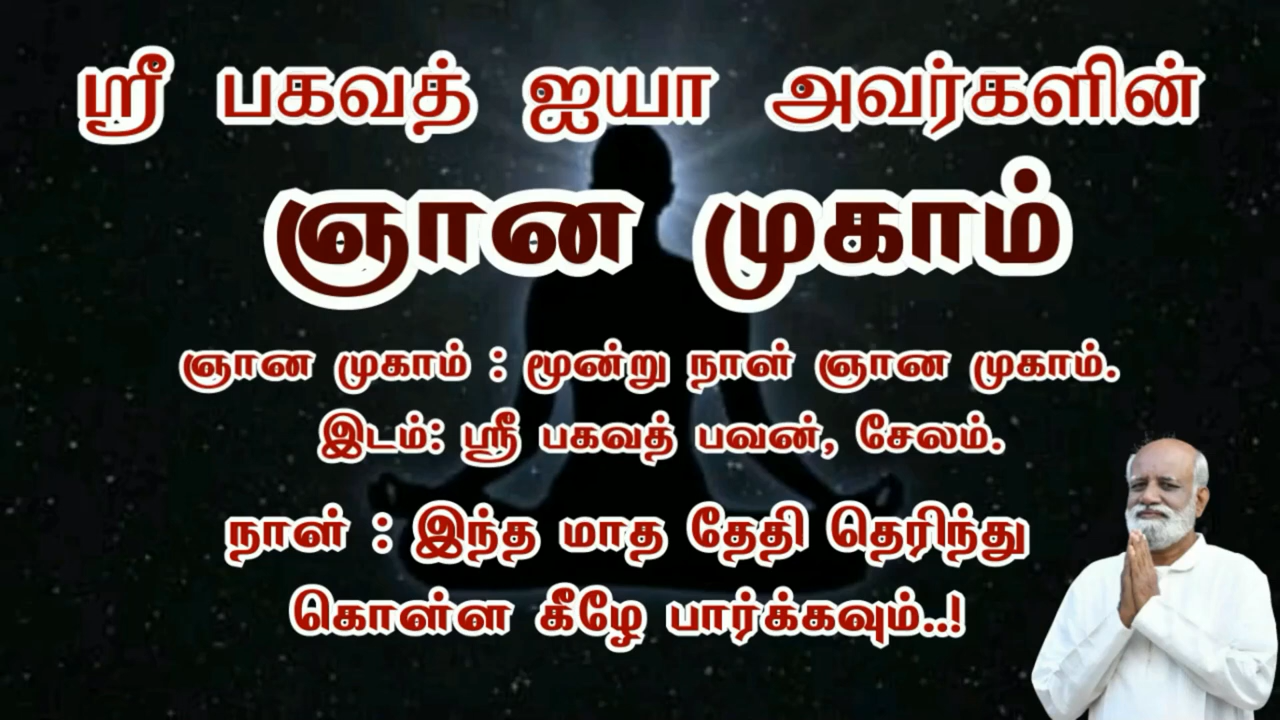 ஸ்ரீ பகவத் ஐயா அவர்களின்
ஞான முகாம்
ஞான முகாம் : மூன்று நாள் ஞான முகாம்.
இடம்: ஸ்ரீ பகவத் பவன், சேலம்.
நாள் : இந்த மாத தேதி தெரிந்து
கொள்ள கீழே பார்க்கவும்..!